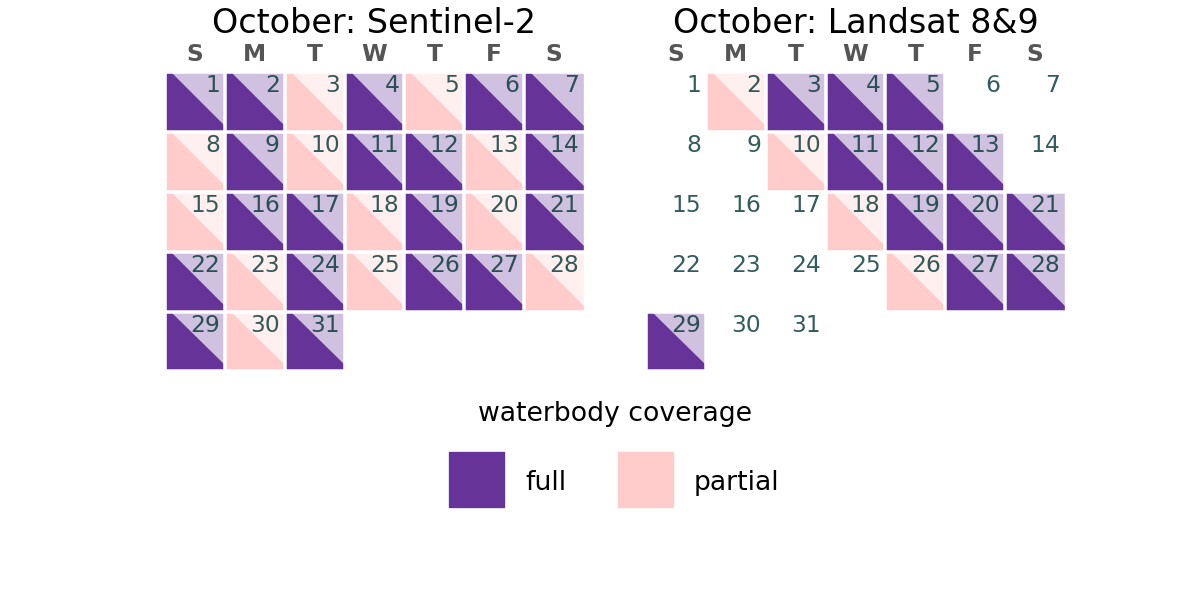 October: Sentinel-2
S M T W T F S
1 2 3 4 5 6 7
8 9 10 11 12 13 14
15 16 17 18 19 20 21
22 23 24 25 26 27 28
29 30 31
October: Landsat 8&9
S M T W T F S
1 2 3 4 5 6 7
8 9 10 11 12 13 14
15 16 17 18 19 20 21
22 23 24 25 26 27 28
29 30 31
waterbody coverage
full partial